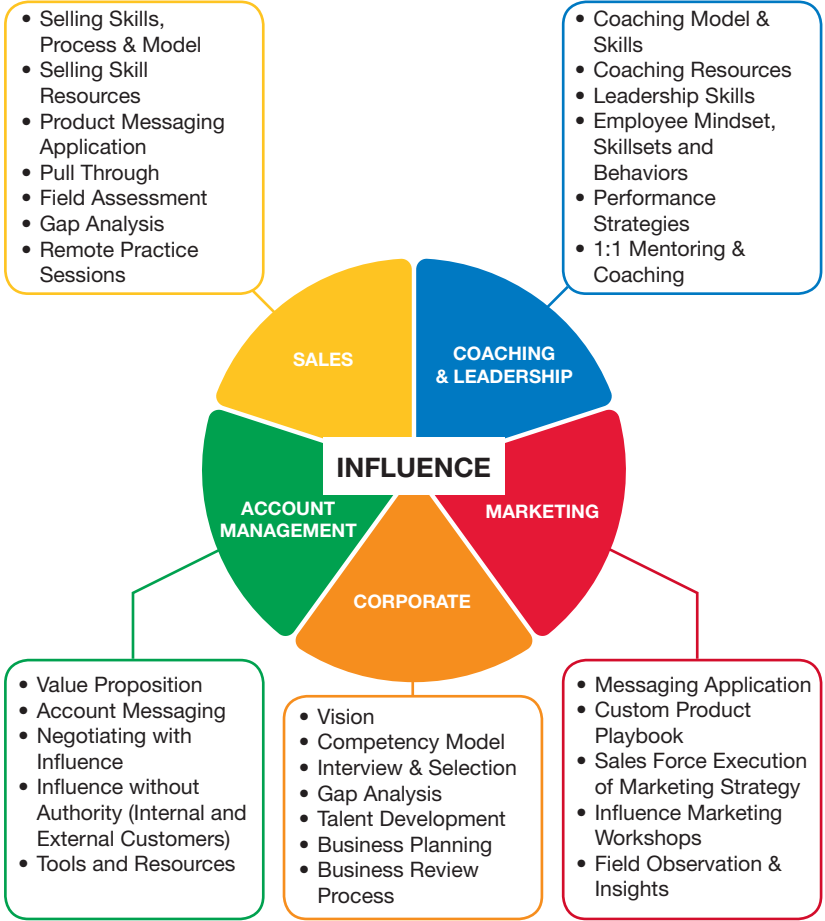 • Selling Skills,
Process & Model
• Selling Skill
Resources
• Product Messaging
Application
• Pull Through
• Field Assessment
• Gap Analysis
• Remote Practice
Sessions
• Coaching Model &
Skills
• Coaching Resources
• Leadership Skills
• Employee Mindset,
Skillsets and
Behaviors
• Performance
Strategies
• 1:1 Mentoring &
Coaching
SALES
COACHING
& LEADERSHIP
INFLUENCE
ACCOUNT
MANAGEMENT
MARKETING
CORPORATE
• Value Proposition
• Account Messaging
• Negotiating with
Influence
• Influence without
Authority (Internal and
External Customers)
• Tools and Resources
• Vision
• Competency Model
• Interview & Selection
• Gap Analysis
• Talent Development
• Business Planning
• Business Review
Process
• Messaging Application
• Custom Product
Playbook
• Sales Force Execution
of Marketing Strategy
• Influence Marketing
Workshops
• Field Observation &
Insights